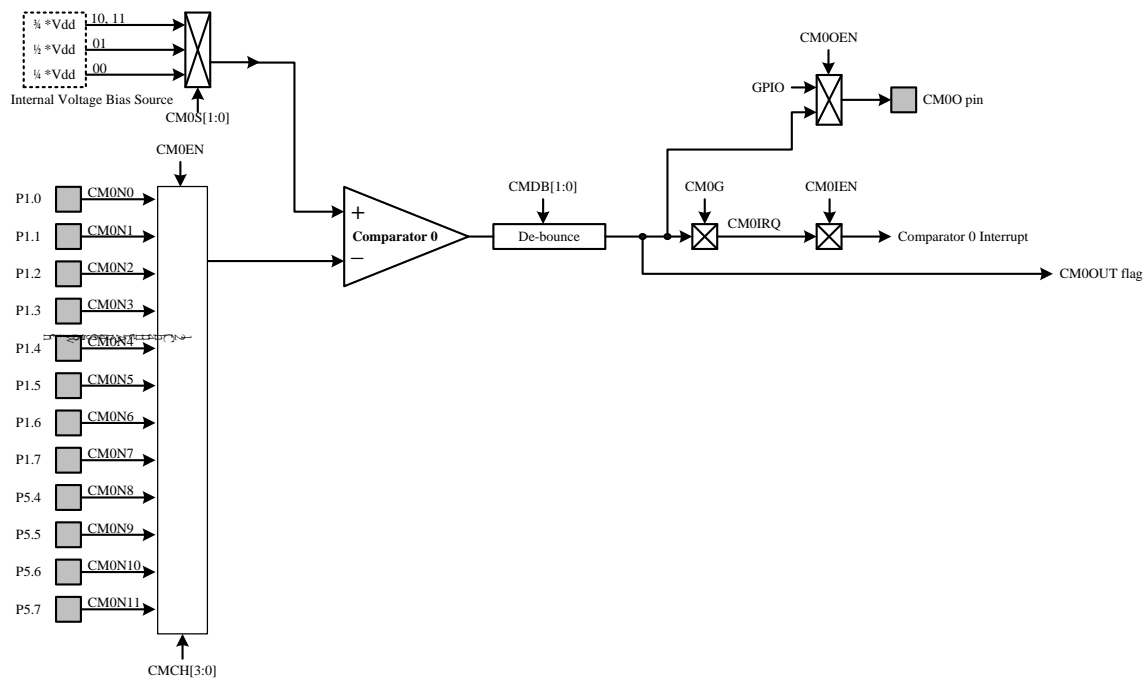 ¾ *Vdd
10, 11
½ *Vdd
01
¼ *Vdd
00
Internal Voltage Bias Source
CM0S[1:0]
CM0EN
P1.0
CM0N0
P1.1
CM0N1
P1.2
CM0N2
P1.3
CM0N3
P1.4
CM0N4
P1.5
CM0N5
P1.6
CM0N6
P1.7
CM0N7
P5.4
CM0N8
P5.5
CM0N9
P5.6
CM0N10
P5.7
CM0N11
CMCH[3:0]
+
Comparator 0
−
CMDB[1:0]
De-bounce
CM0OEN
GPIO
CM0O pin
CM0G
CM0IRQ
CM0IEN
Comparator 0 Interrupt
CM0OUT flag